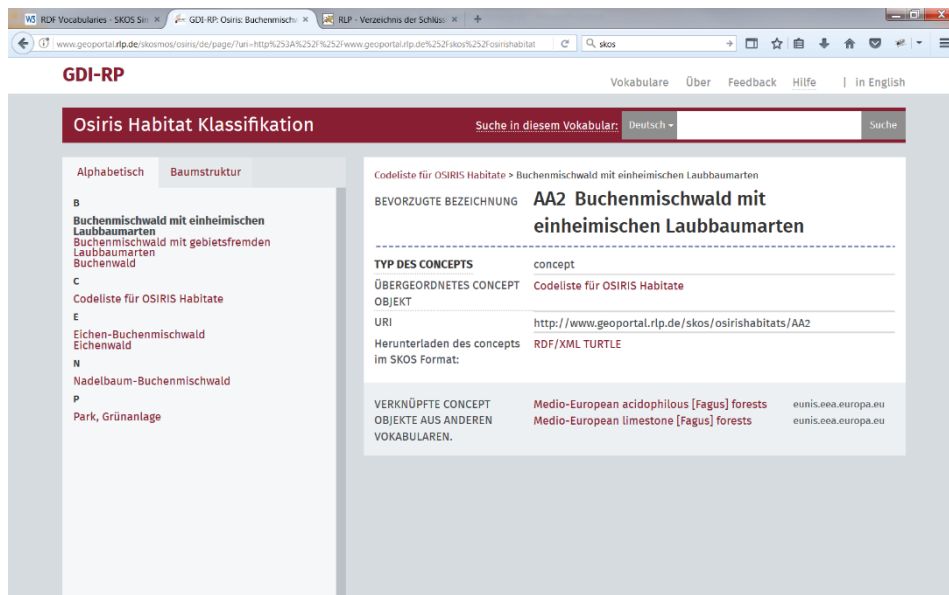 RDF Vocabularies - SKOS Sim
GDI-RP: Osiris: Buchenmischw
RLP - Verzeichnis der Schlüss
www.geoportal.rlp.de/skosmos/osiris/de/page/?uri=http%253A%252F%252Fwww.geoportal.rlp.de%252Fskos%252Fosirishabitat
skos
GDI-RP
Vokabulare Über Feedback Hilfe | in English
Osiris Habitat Klassifikation
Suche in diesem Vokabular: Deutsch Suche
Alphabetisch Baumstruktur
B
Buchenmischwald mit einheimischen
Laubbaumarten
Buchenmischwald mit gebietsfremden
Laubbaumarten
Buchenwald
C
Codeliste für OSIRIS Habitate
E
Eichen-Buchenmischwald
Eichenwald
N
Nadelbaum-Buchenmischwald
P
Park, Grünanlage
Codeliste für OSIRIS Habitate > Buchenmischwald mit einheimischen Laubbaumarten
BEVORZUGTE BEZEICHNUNG AA2 Buchenmischwald mit
einheimischen Laubbaumarten
TYP DES CONCEPTS concept
ÜBERGEORDNETES CONCEPT Codeliste für OSIRIS Habitate
OBJEKT
URI http://www.geoportal.rlp.de/skos/osirishabitats/AA2
Herunterladen des concepts RDF/XML TURTLE
im SKOS Format:
VERKNÜPFTE CONCEPT Medio-European acidophilous [Fagus] forests eunis.eea.europa.eu
OBJEKTE AUS ANDEREN Medio-European limestone [Fagus] forests eunis.eea.europa.eu
VOKABULAREN.